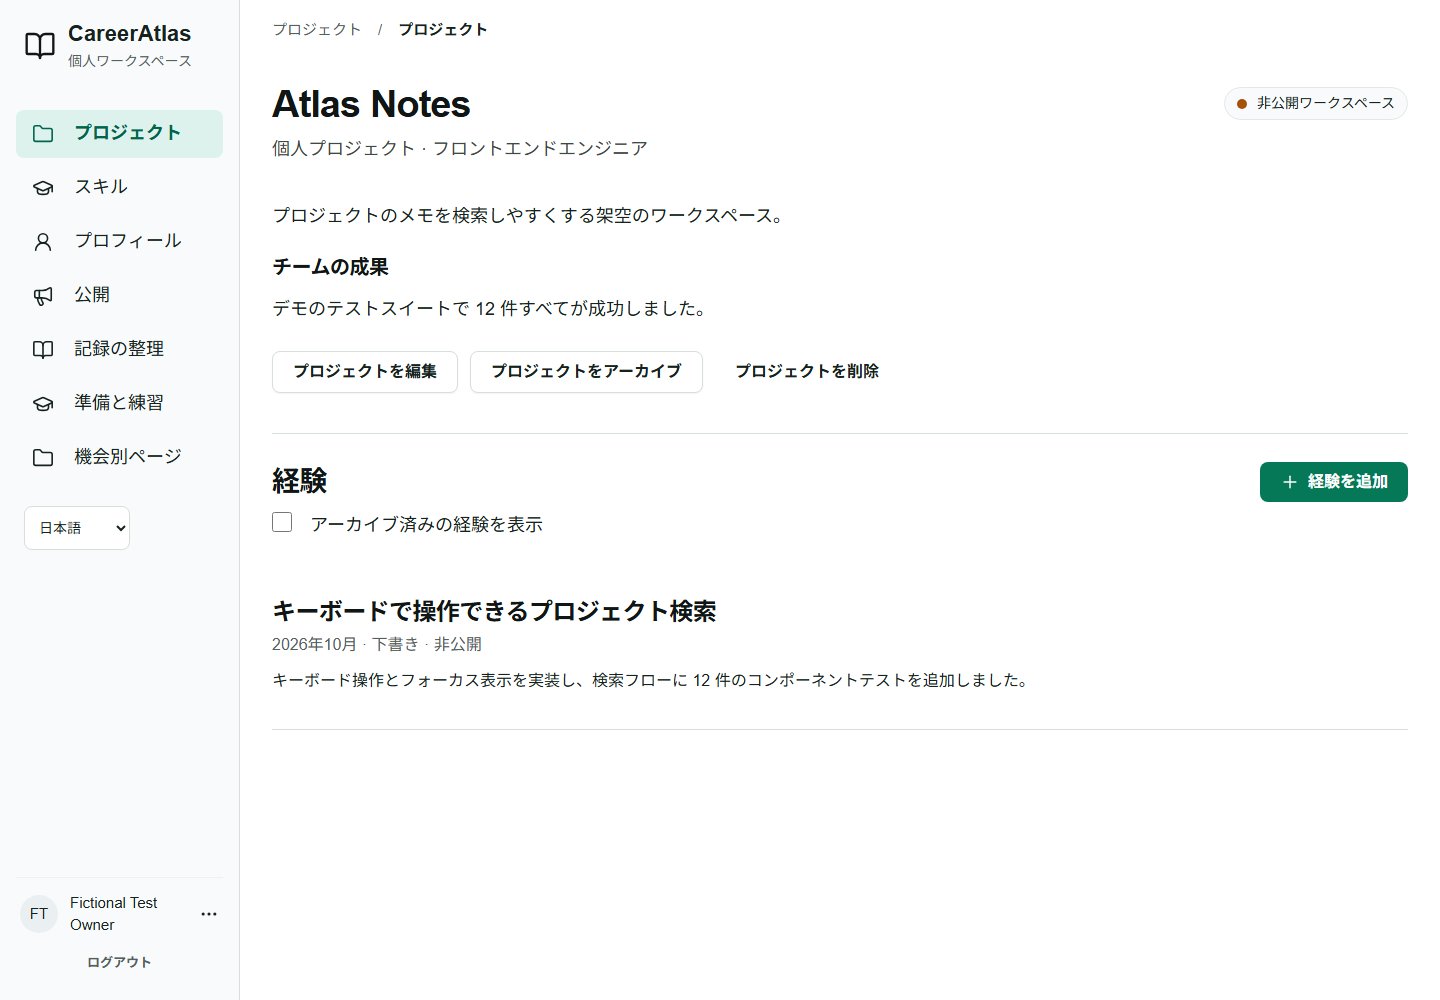 CareerAtlas
個人ワークスペース
プロジェクト
スキル
プロフィール
公開
記録の整理
準備と練習
機会別ページ
日本語
FT
Fictional Test
Owner
ログアウト
プロジェクト / プロジェクト
Atlas Notes
非公開ワークスペース
個人プロジェクト · フロントエンドエンジニア
プロジェクトのメモを検索しやすくする架空のワークスペース。
チームの成果
デモのテストスイートで 12 件すべてが成功しました。
プロジェクトを編集
プロジェクトをアーカイブ
プロジェクトを削除
経験
経験を追加
アーカイブ済みの経験を表示
キーボードで操作できるプロジェクト検索
2026年10月 · 下書き · 非公開
キーボード操作とフォーカス表示を実装し、検索フローに 12 件のコンポーネントテストを追加しました。